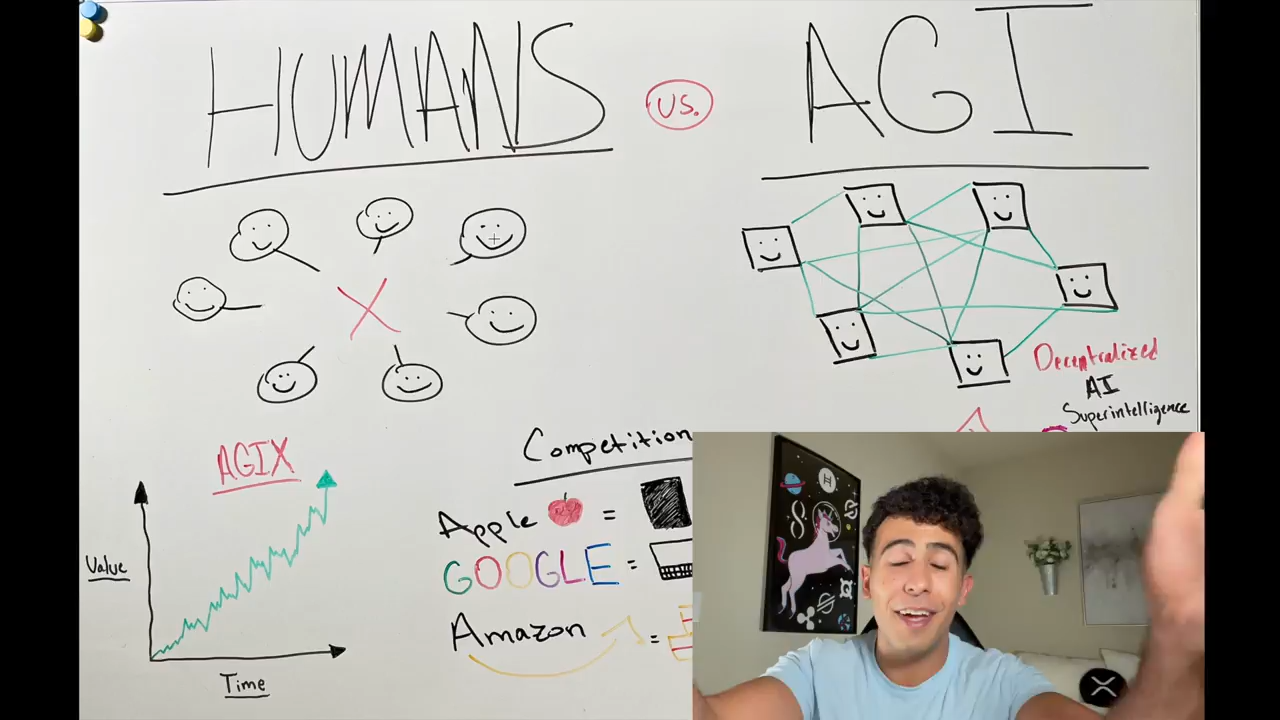 HUMANS
vs.
AGI
Decentralized
AI
Superintelligence
AGIX
Value
Time
Competition
Apple =
GOOGLE =
Amazon =